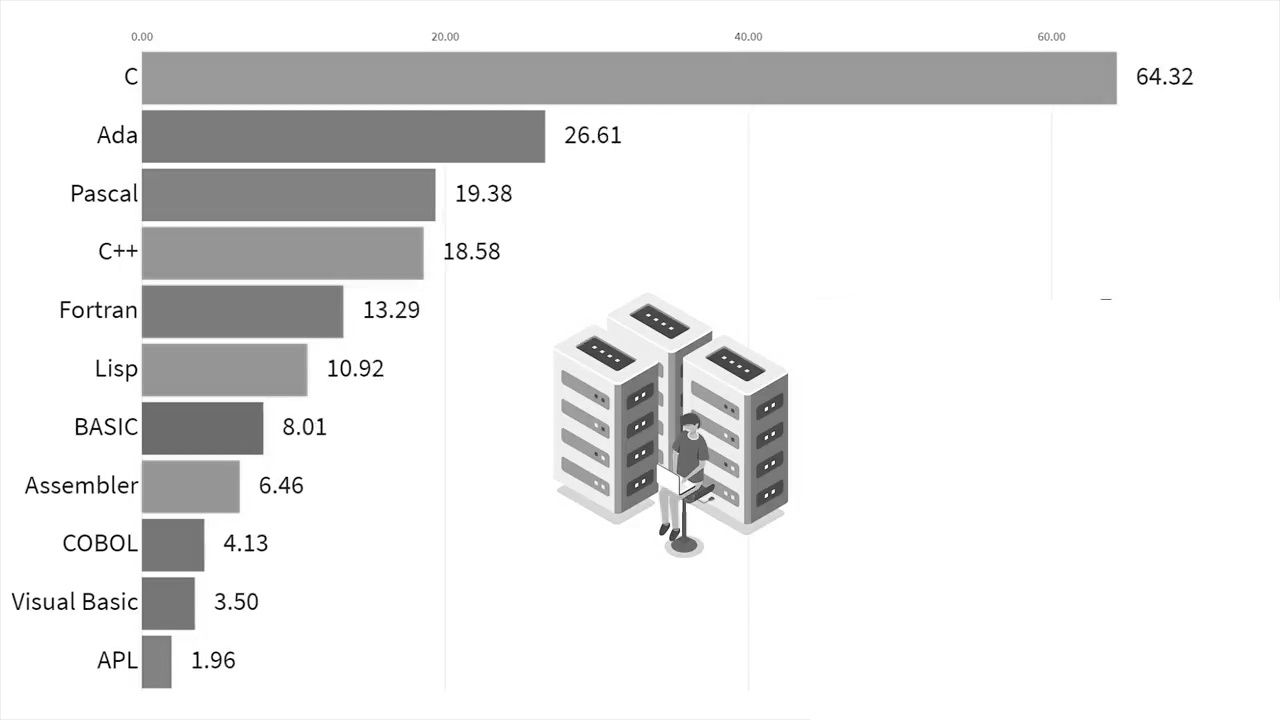 0.00 20.00 40.00 60.00
C 64.32
Ada 26.61
Pascal 19.38
C++ 18.58
Fortran 13.29
Lisp 10.92
BASIC 8.01
Assembler 6.46
COBOL 4.13
Visual Basic 3.50
APL 1.96